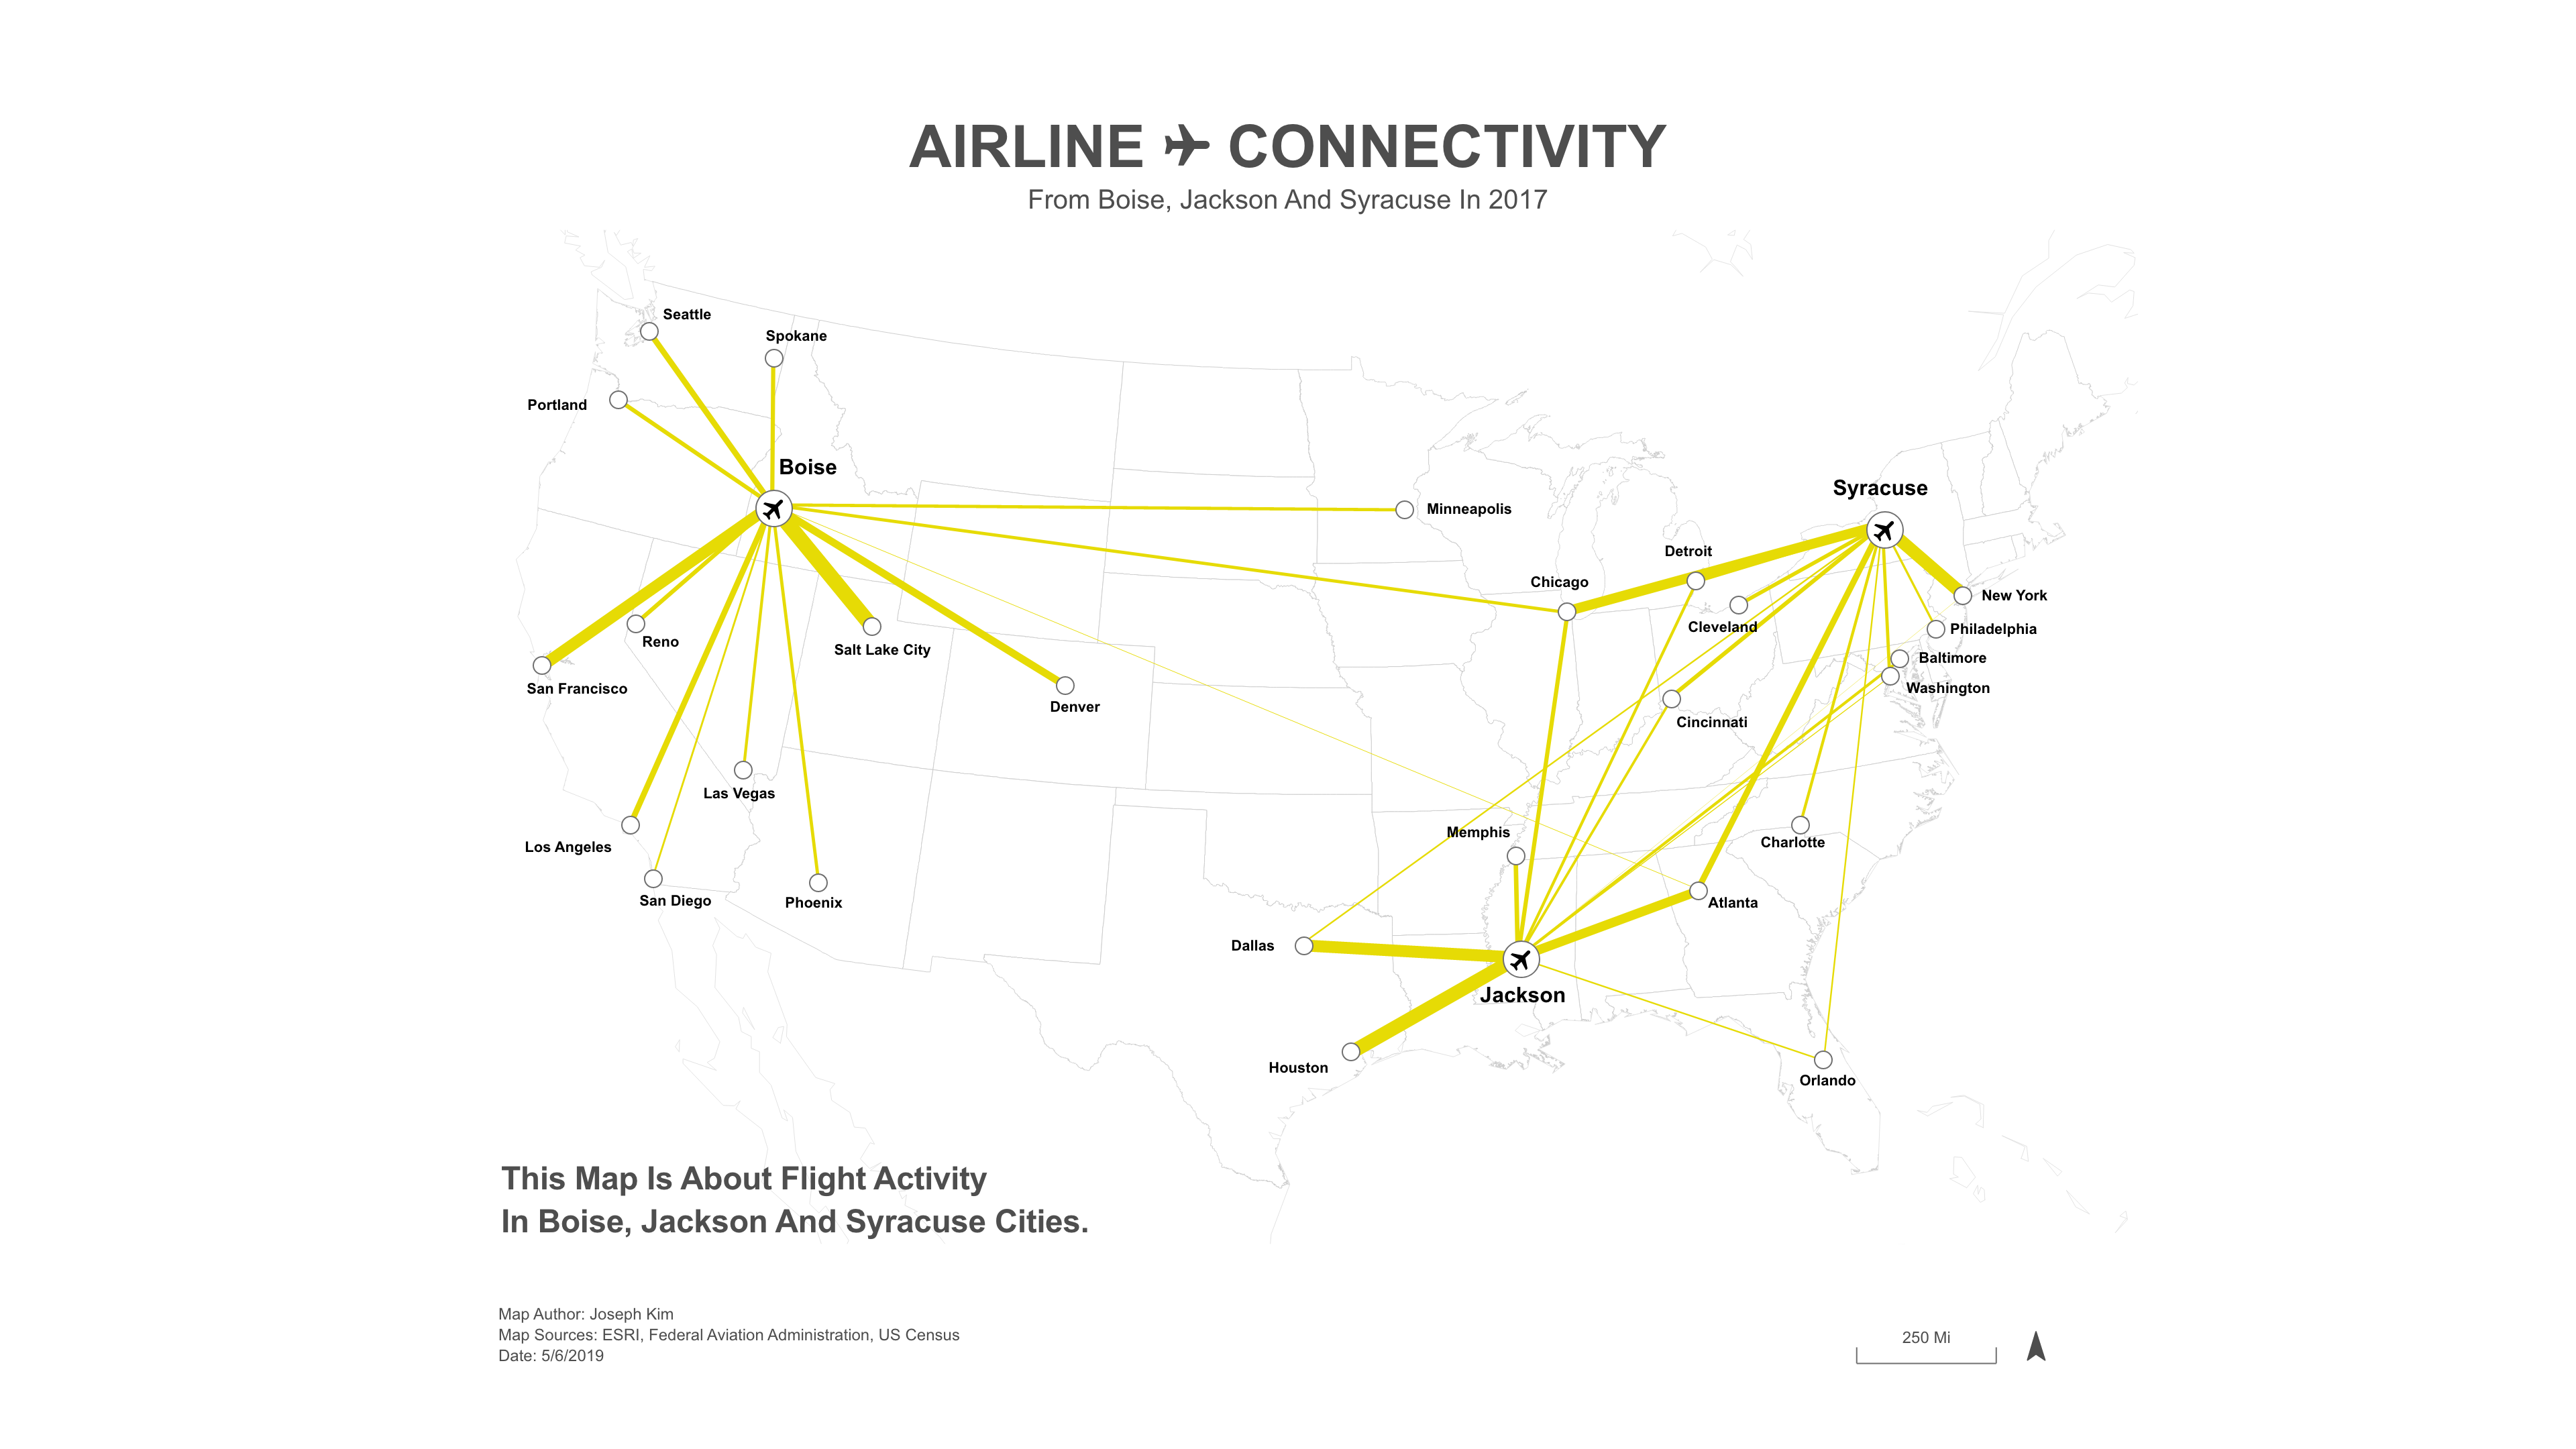 AIRLINE CONNECTIVITY
From Boise, Jackson And Syracuse In 2017
Seattle
Spokane
Portland
Boise
Syracuse
Minneapolis
Detroit
Chicago
New York
Cleveland
Philadelphia
Reno
Salt Lake City
Baltimore
San Francisco
Washington
Denver
Cincinnati
Las Vegas
Memphis
Charlotte
Los Angeles
San Diego
Phoenix
Atlanta
Dallas
Jackson
Houston
Orlando
This Map Is About Flight Activity
In Boise, Jackson And Syracuse Cities.
Map Author: Joseph Kim
Map Sources: ESRI, Federal Aviation Administration, US Census
Date: 5/6/2019
250 Mi